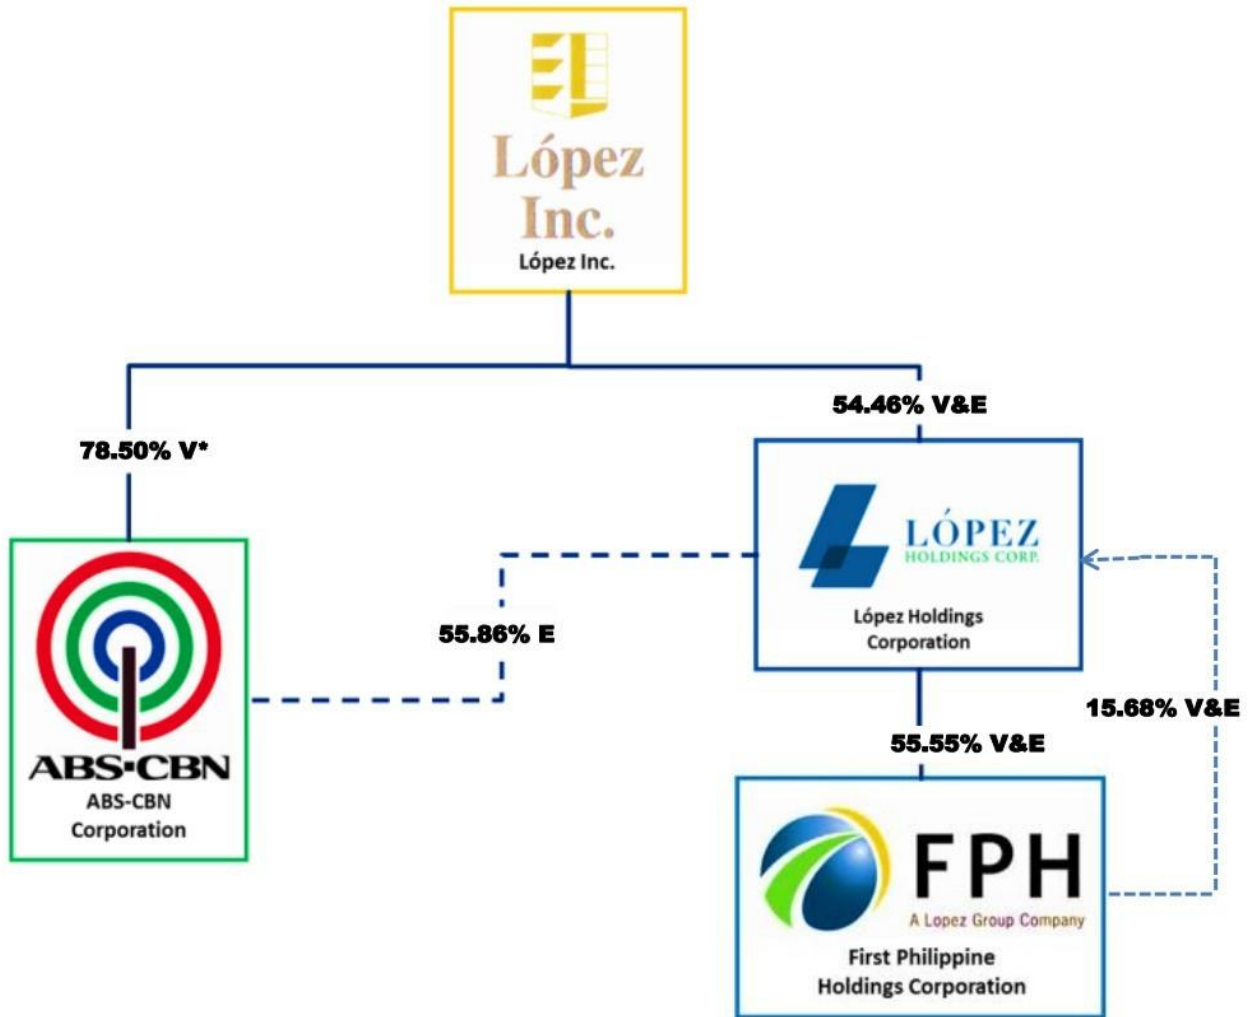 López
Inc.
López Inc.
54.46% V&E
78.50% V*
LÓPEZ
HOLDINGS CORP.
López Holdings
Corporation
55.86% E
15.68% V&E
55.55% V&E
ABS-CBN
ABS-CBN
Corporation
FPH
A Lopez Group Company
First Philippine
Holdings Corporation